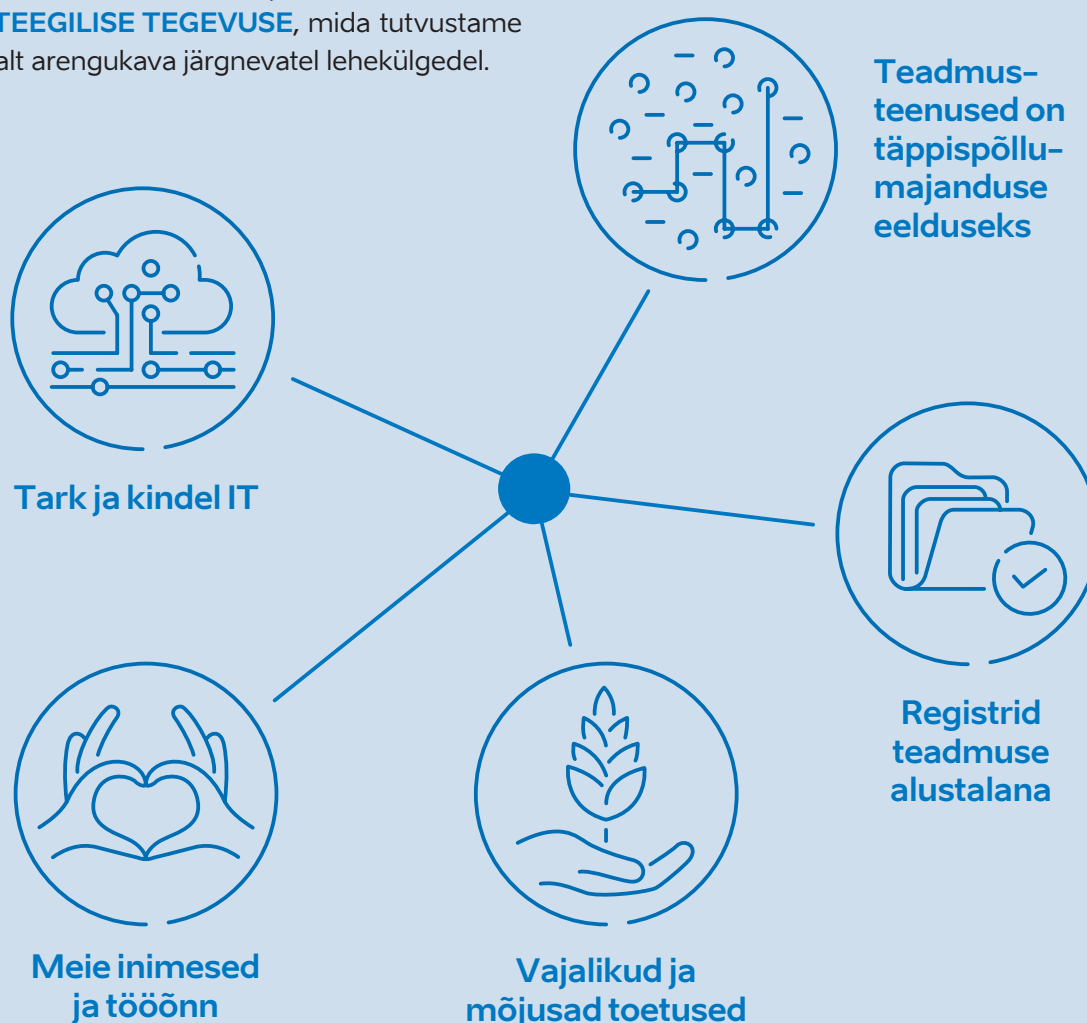 TEEGILISE TEGEVUSE, mida tutvustame
alt arengukava järgnevatel lehekülgedel.
Teadmus-
teenused on
täppispõllu-
majanduse
eelduseks
Tark ja kindel IT
Registrid
teadmuse
alustalana
Meie inimesed
ja tööõnn
Vajalikud ja
mõjusad toetused